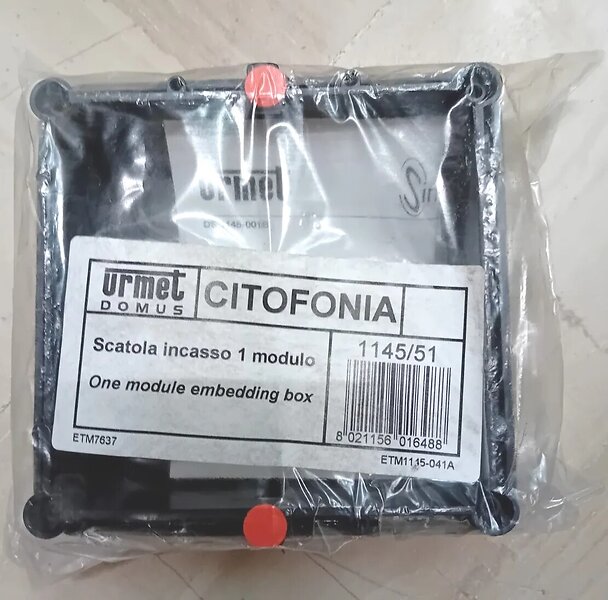 urmet
urmet
DOMUS
CITOFONIA
Scatola incasso 1 modulo
One module embedding box
1145/51
8 021156 016488
ETM7637
ETM1145-041A